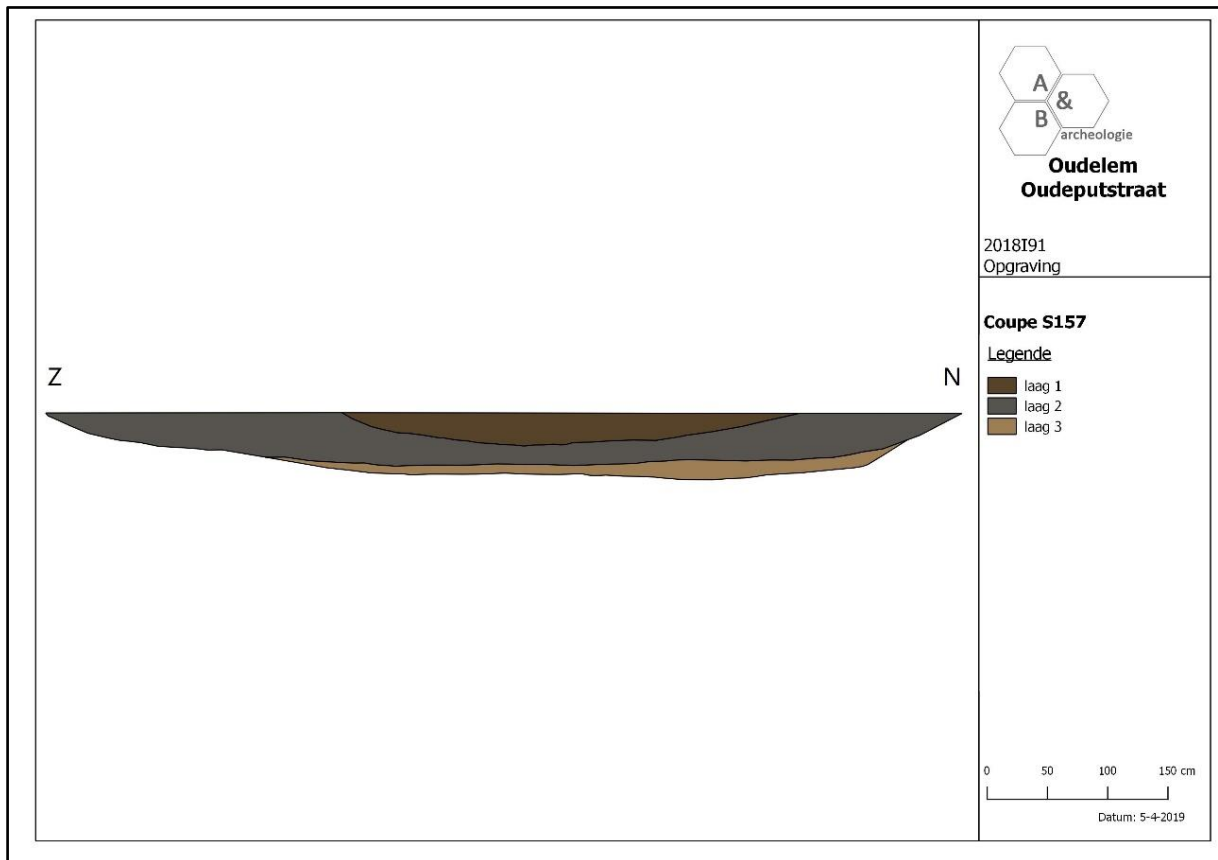 A
&
B
archeologie
Oudelem
Oudeputstraat
2018I91
Opgraving
Coupe S157
Legende
laag 1
laag 2
laag 3
Z
N
0 50 100 150 cm
Datum: 5-4-2019